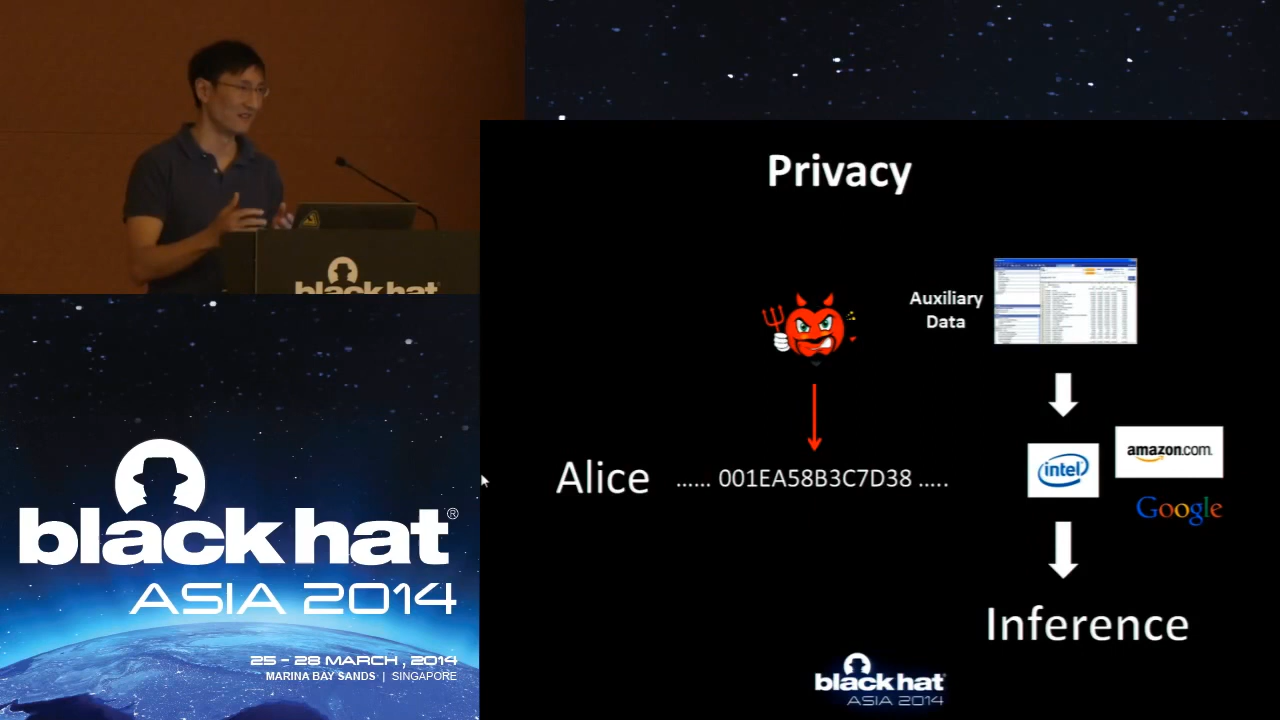 black hat
black hat®
ASIA 2014
25 - 28 MARCH, 2014
MARINA BAY SANDS | SINGAPORE
Privacy
Auxiliary
Data
intel
amazon.com.
Google
Alice ...... 001EA58B3C7D38 .....
Inference
black hat
ASIA 2014